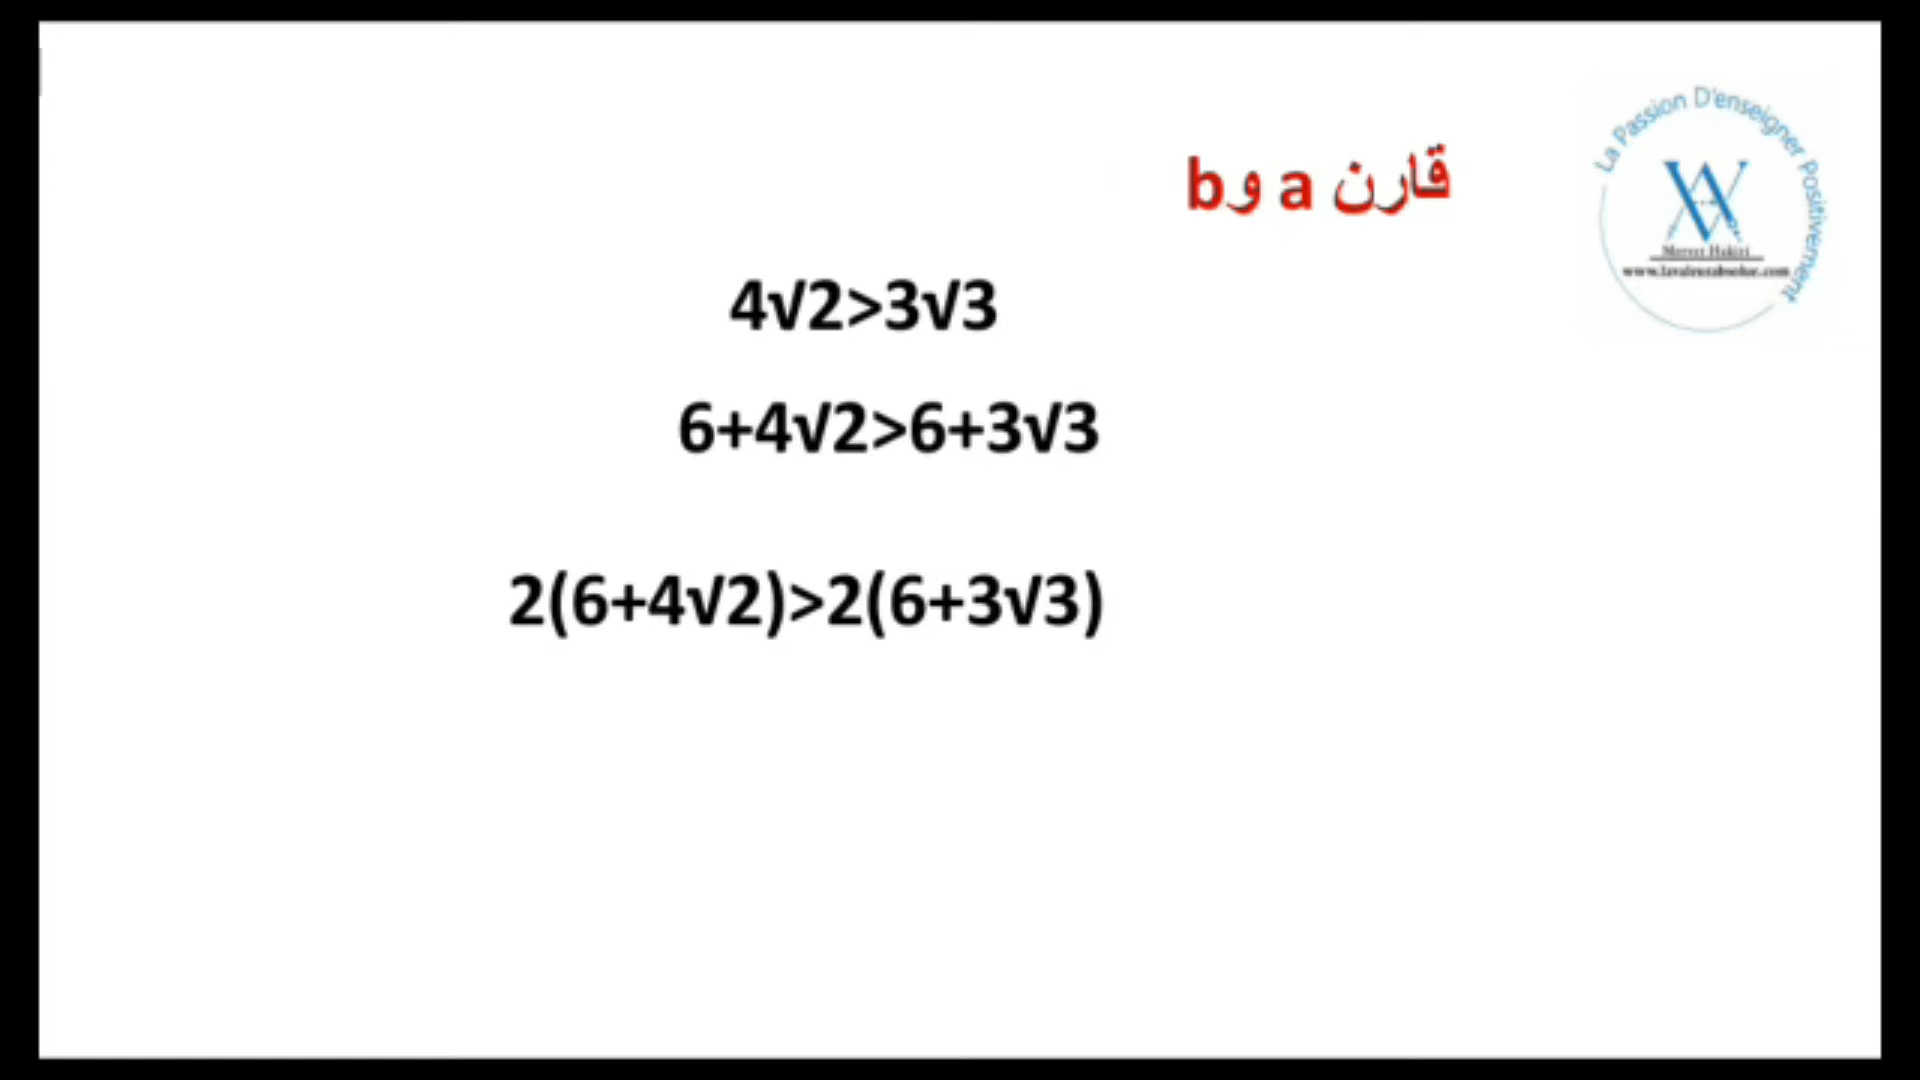 قارن a وb
La Passion D'enseigner Positivement
4√2>3√3
6+4√2>6+3√3
2(6+4√2)>2(6+3√3)